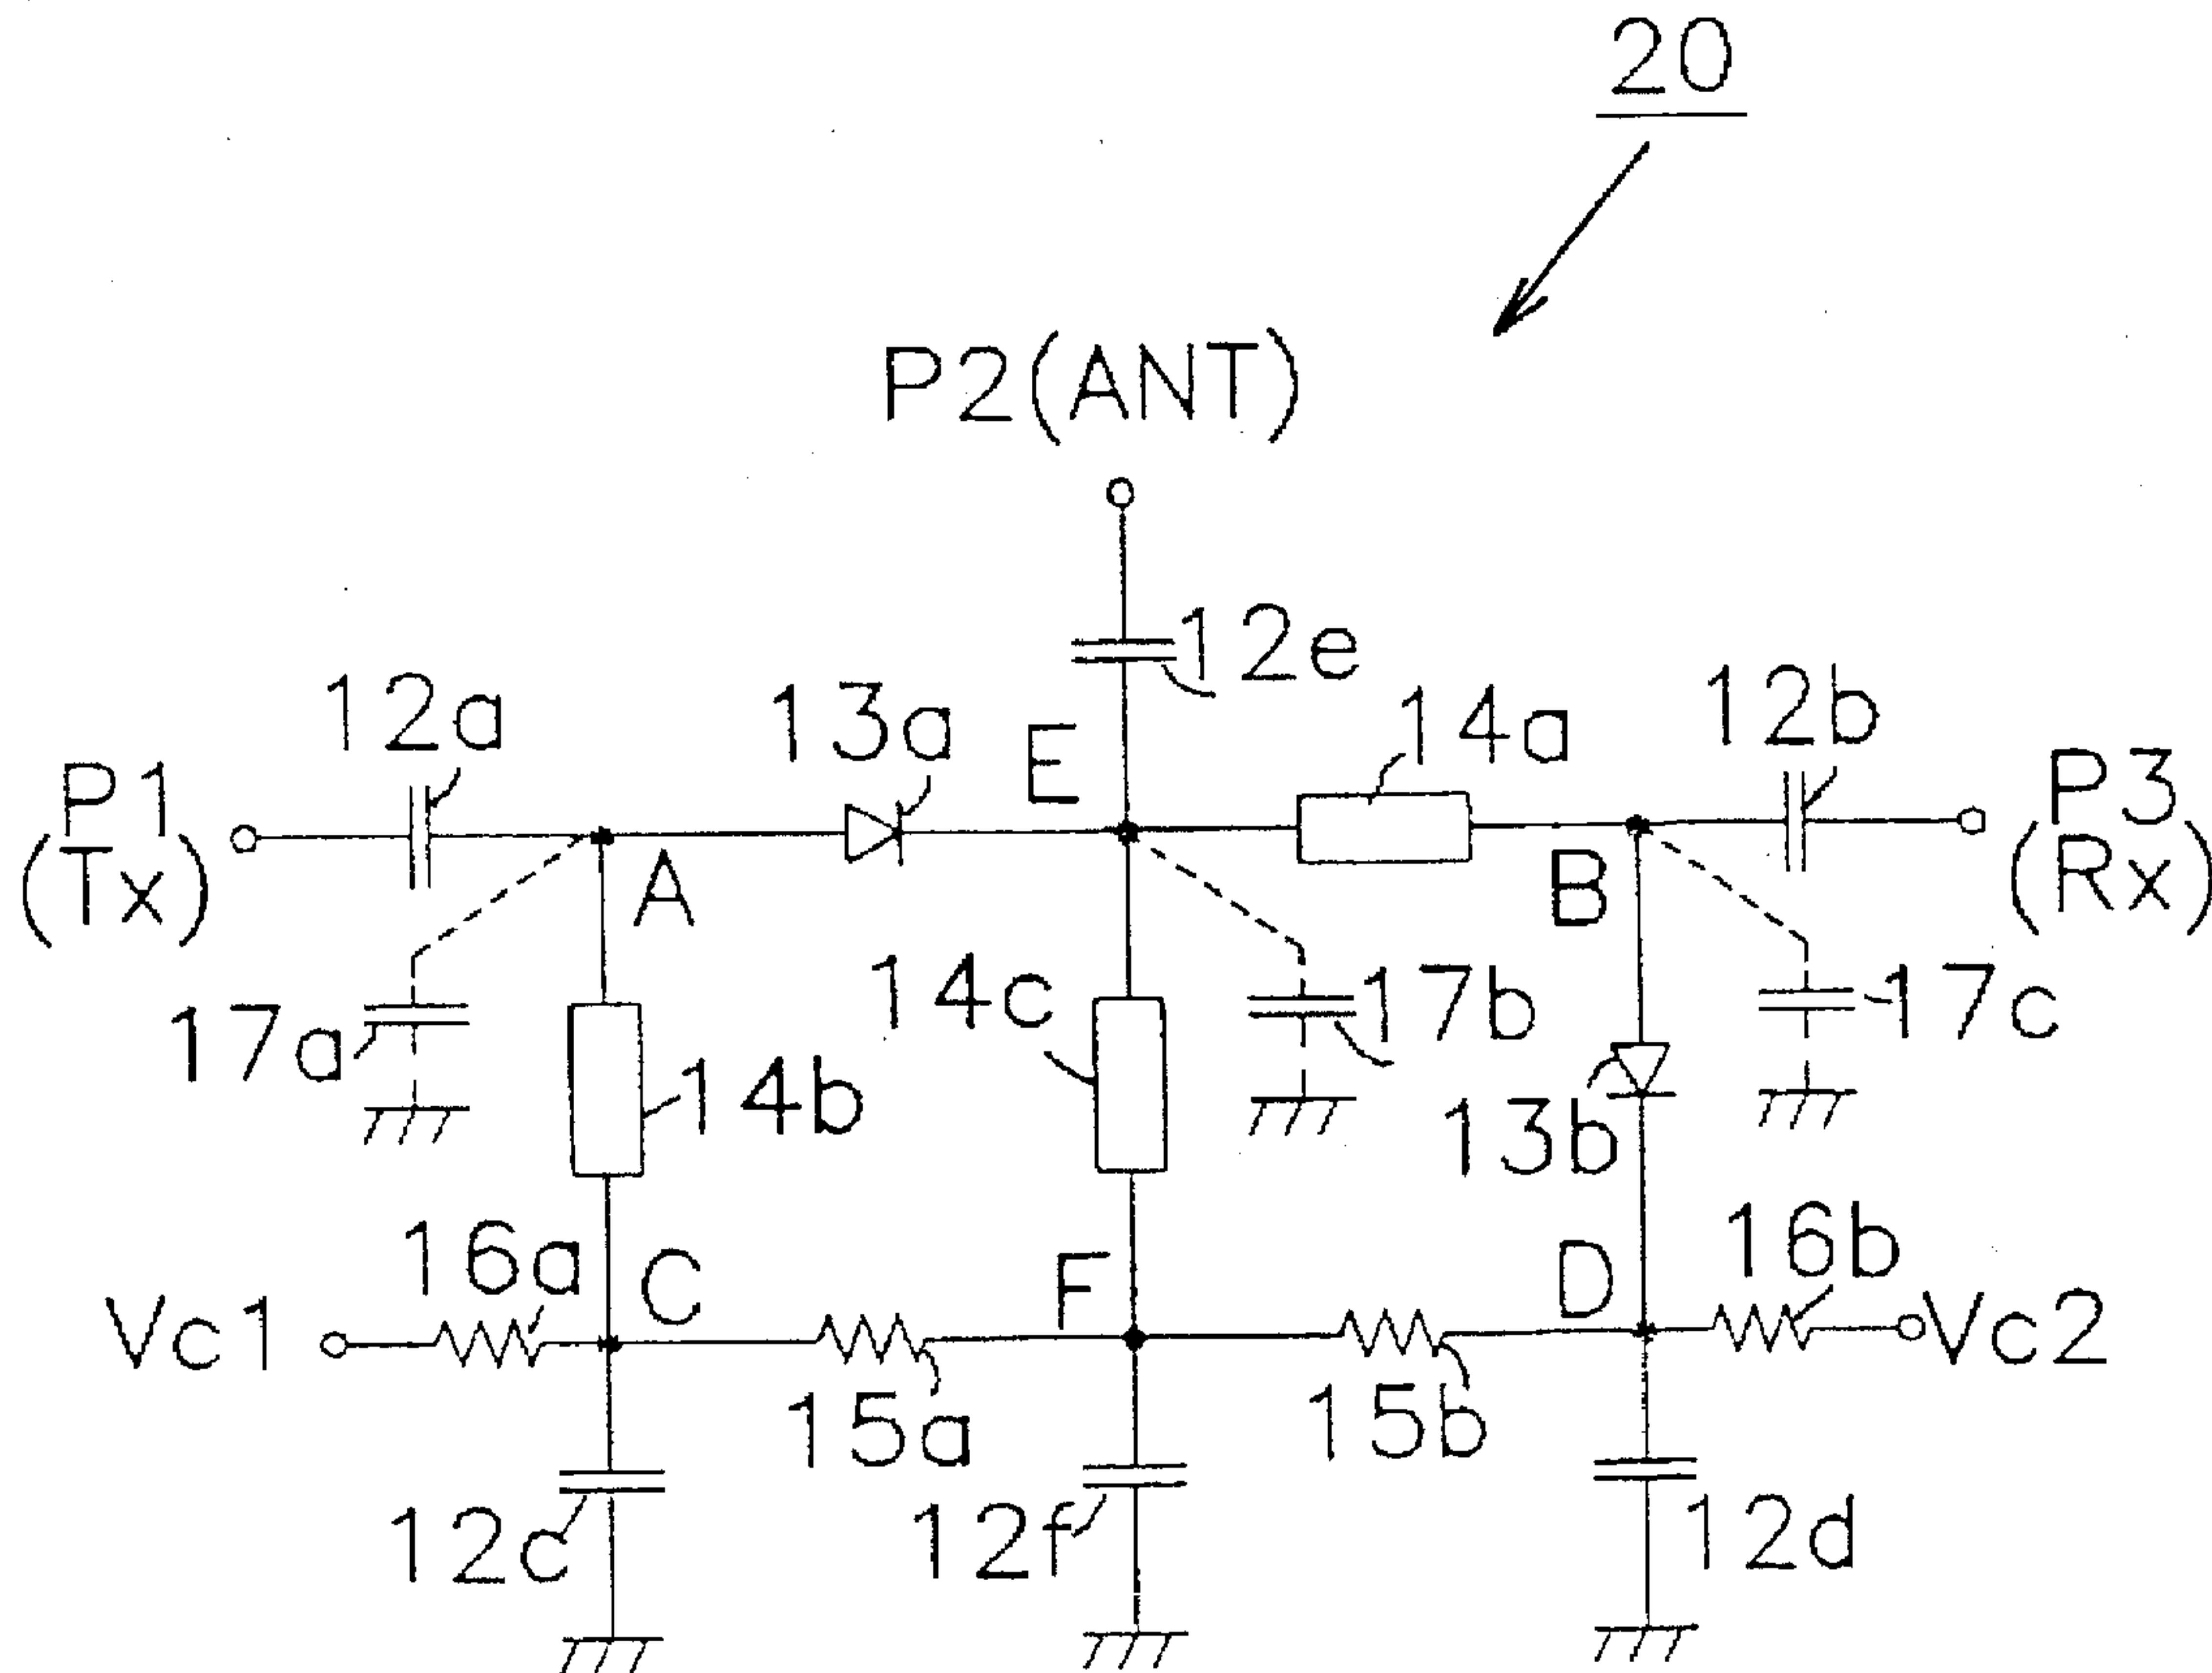 20
P2(ANT)
12e
12a
13a
E
14a
12b
P1
(Tx)
P3
(Rx)
A
B
17a
14b
14c
17b
13b
17c
16a
C
F
D
16b
Vc1
Vc2
15a
15b
12c
12f
12d